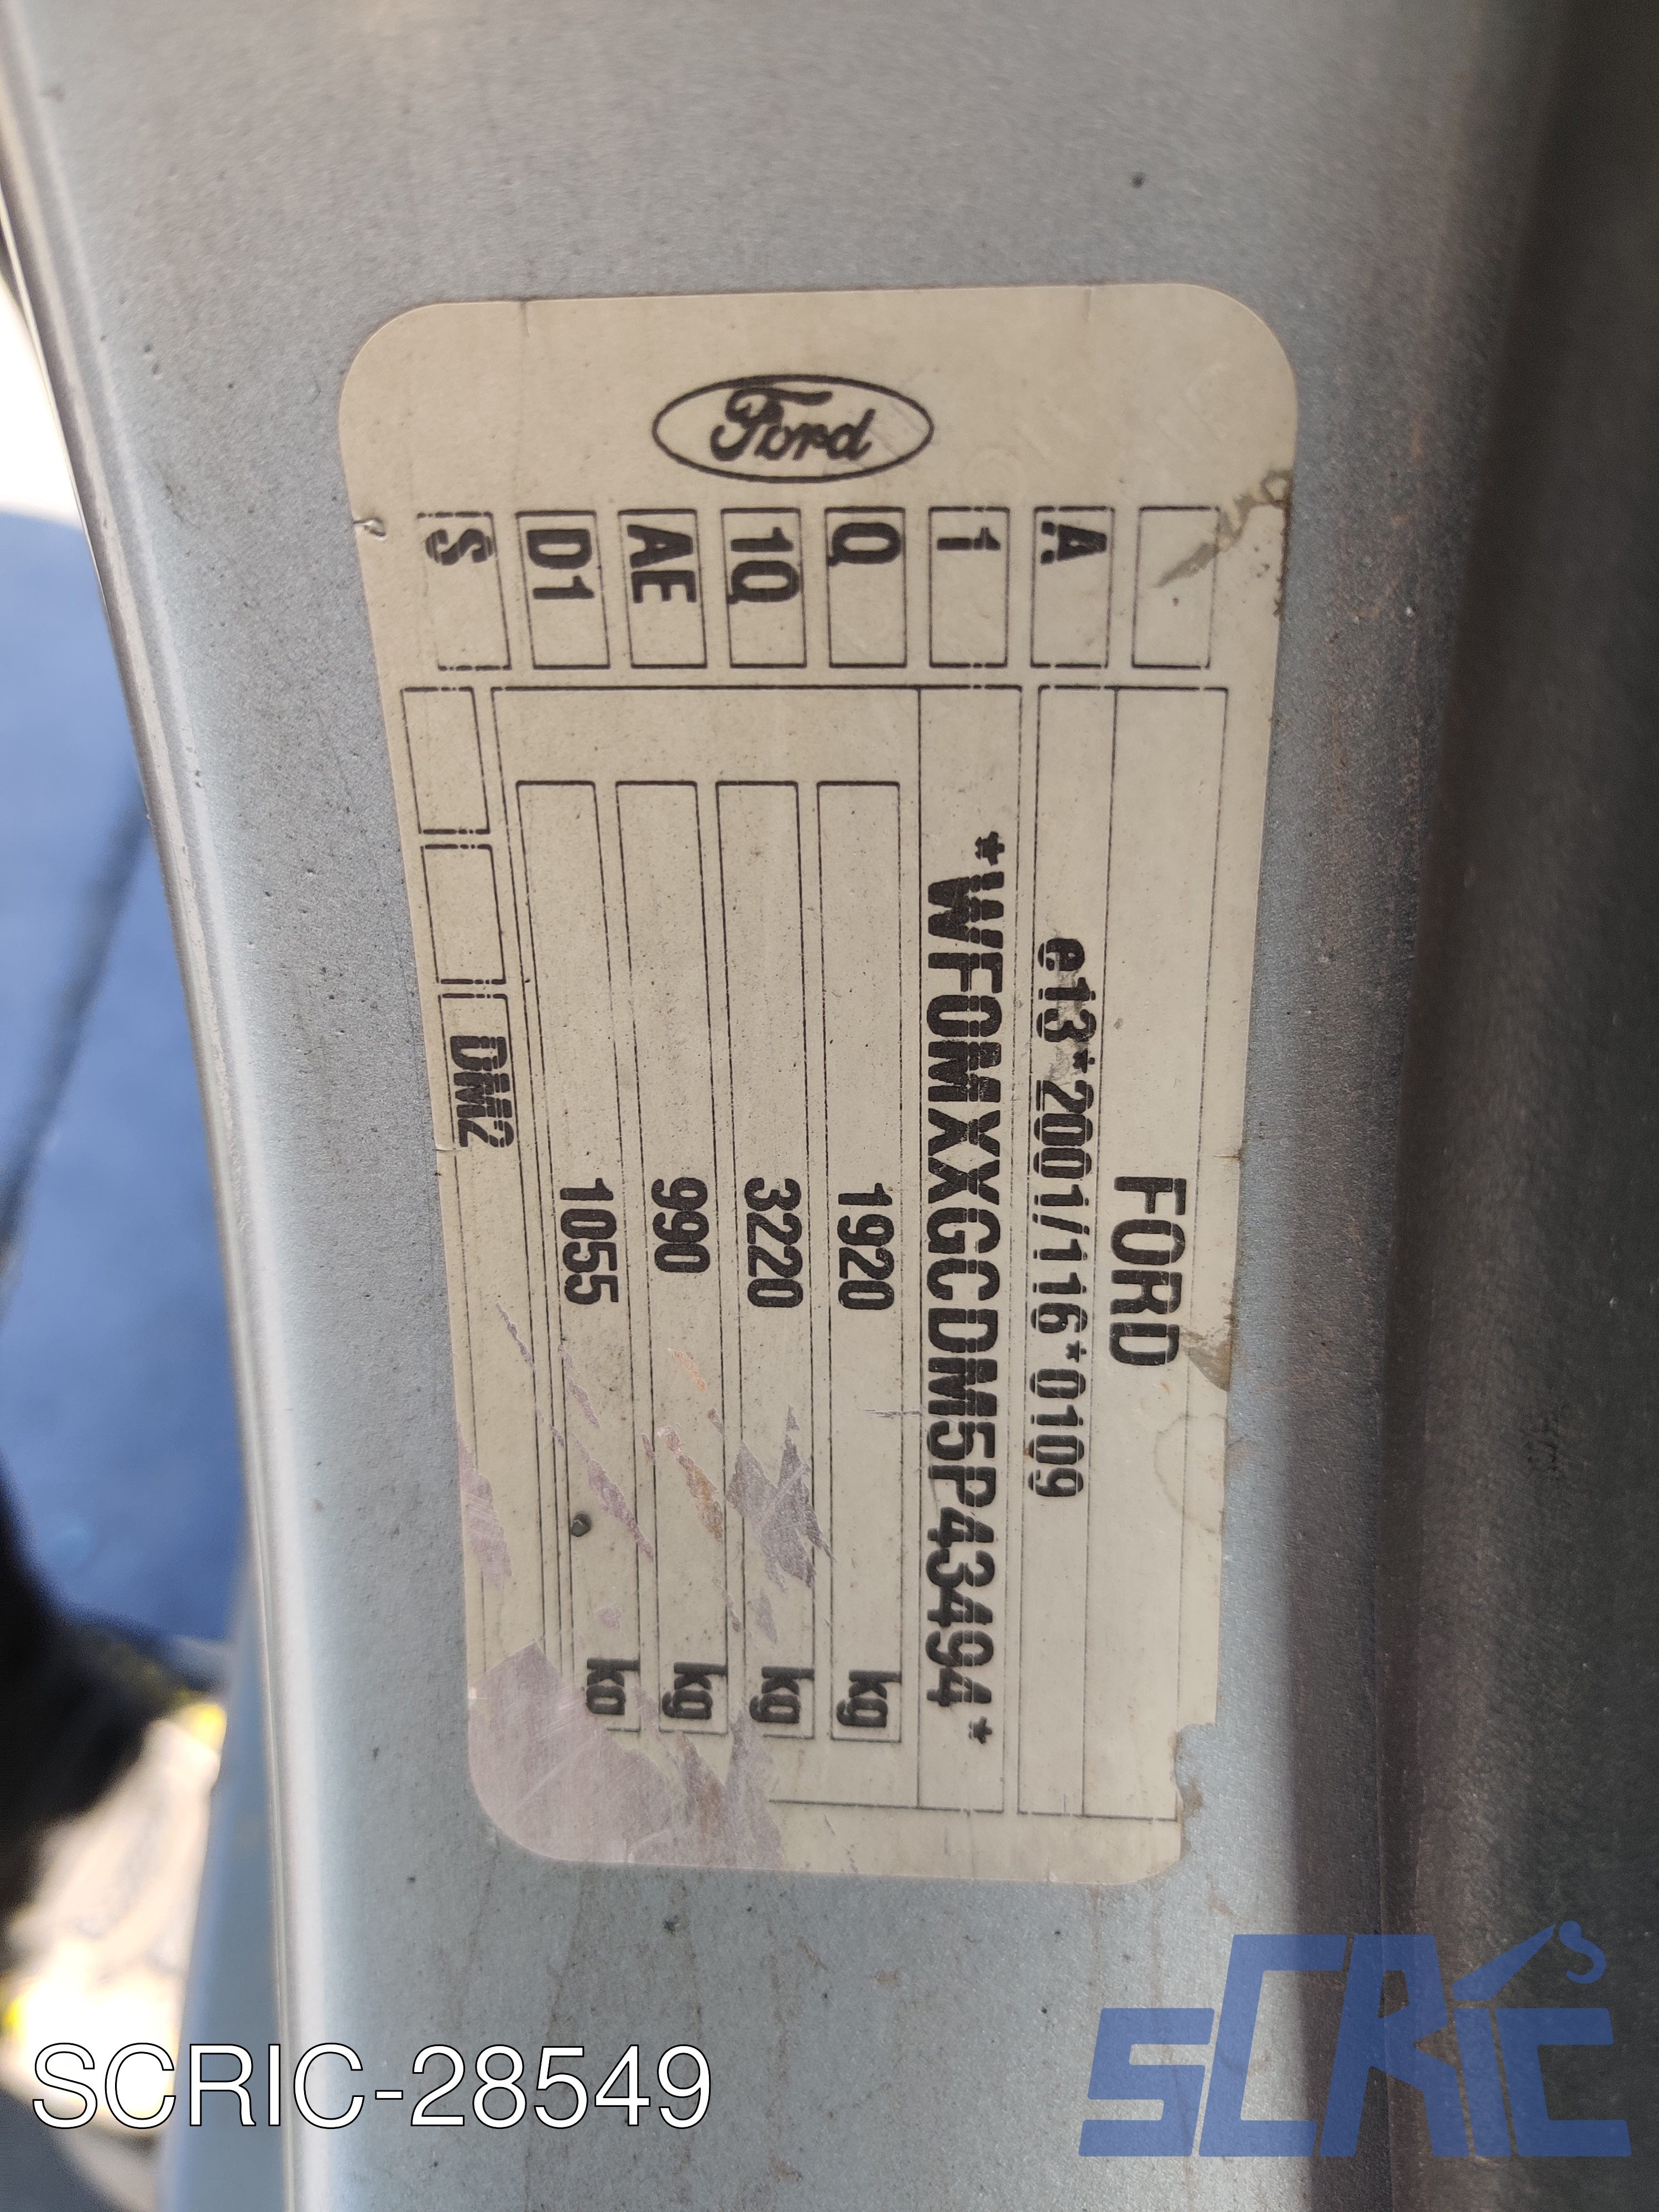 Ford
FORD
A
e13*2001/116*0109
1
*WF0MXXGCDM5P43494*
Q
1920 kg
1Q
3220 kg
AE
990 kg
D1
1055 kg
S
DM2
SCRIC
SCRIC-28549